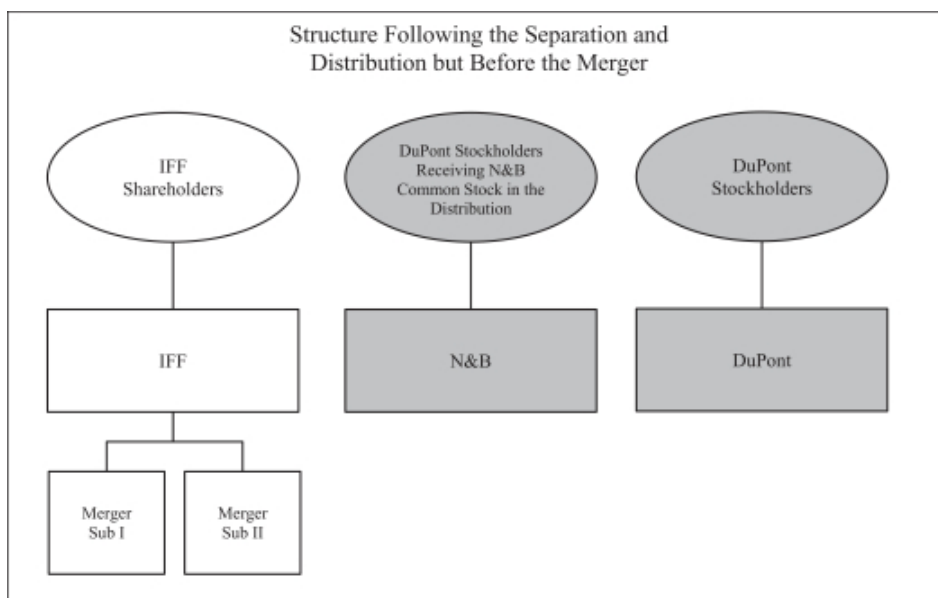 Structure Following the Separation and
Distribution but Before the Merger
IFF
Shareholders
DuPont Stockholders
Receiving N&B
Common Stock in the
Distribution
DuPont
Stockholders
IFF
N&B
DuPont
Merger
Sub I
Merger
Sub II